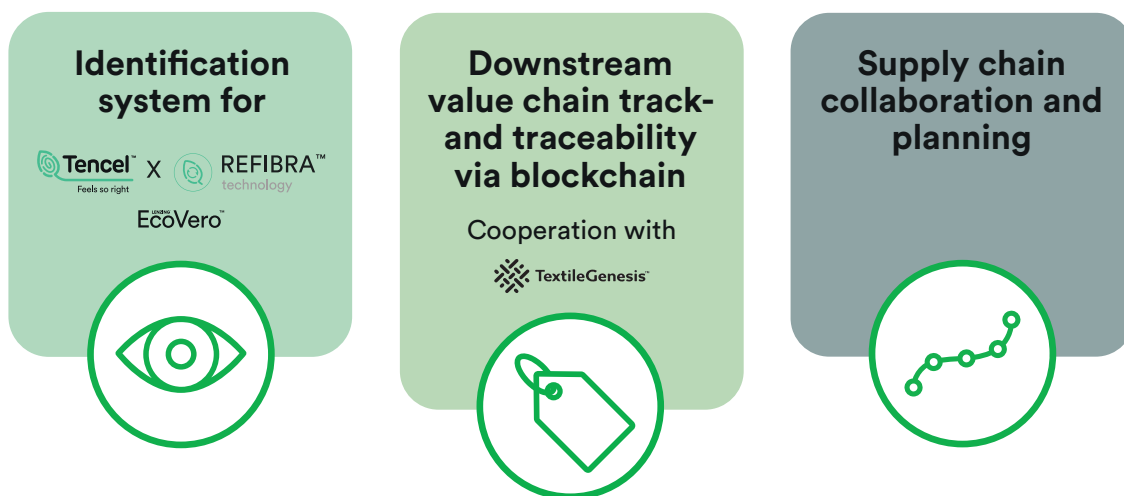 Identification
system for
Tencel™ X REFIBRA™
Feels so right technology
LENZING
EcoVero™
Downstream
value chain track-
and traceability
via blockchain
Cooperation with
TextileGenesis™
Supply chain
collaboration and
planning